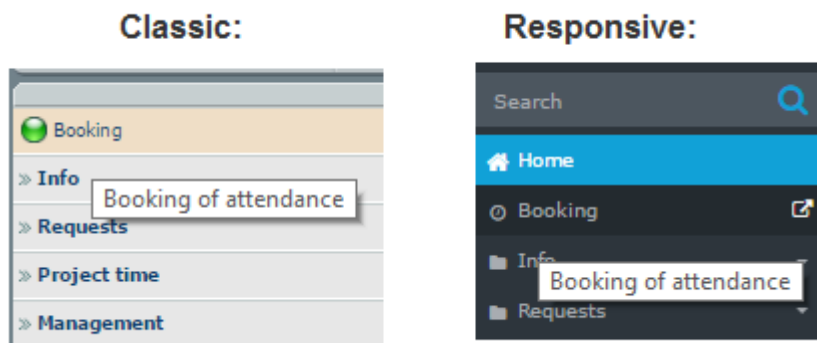 Classic:
Booking
» Info
Booking of attendance
» Requests
» Project time
» Management
Responsive:
Search
Home
Booking
Info
Booking of attendance
Requests